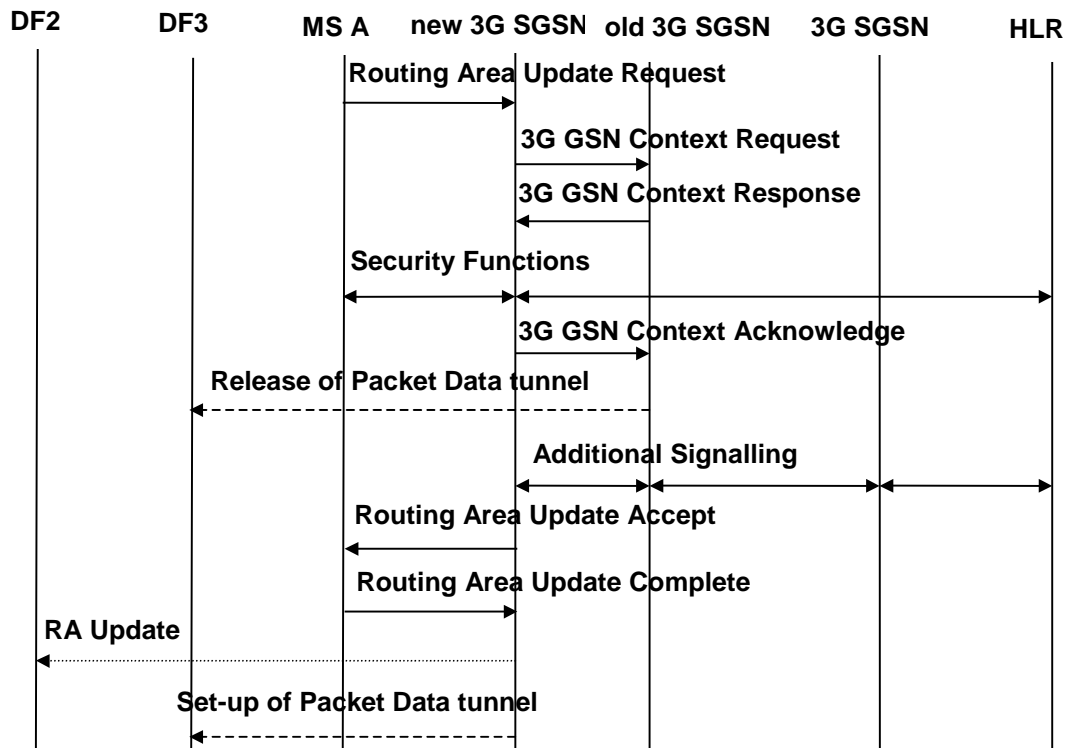 DF2 DF3 MS A new 3G SGSN old 3G SGSN 3G SGSN HLR
Routing Area Update Request
3G GSN Context Request
3G GSN Context Response
Security Functions
3G GSN Context Acknowledge
Release of Packet Data tunnel
Additional Signalling
Routing Area Update Accept
Routing Area Update Complete
RA Update
Set-up of Packet Data tunnel